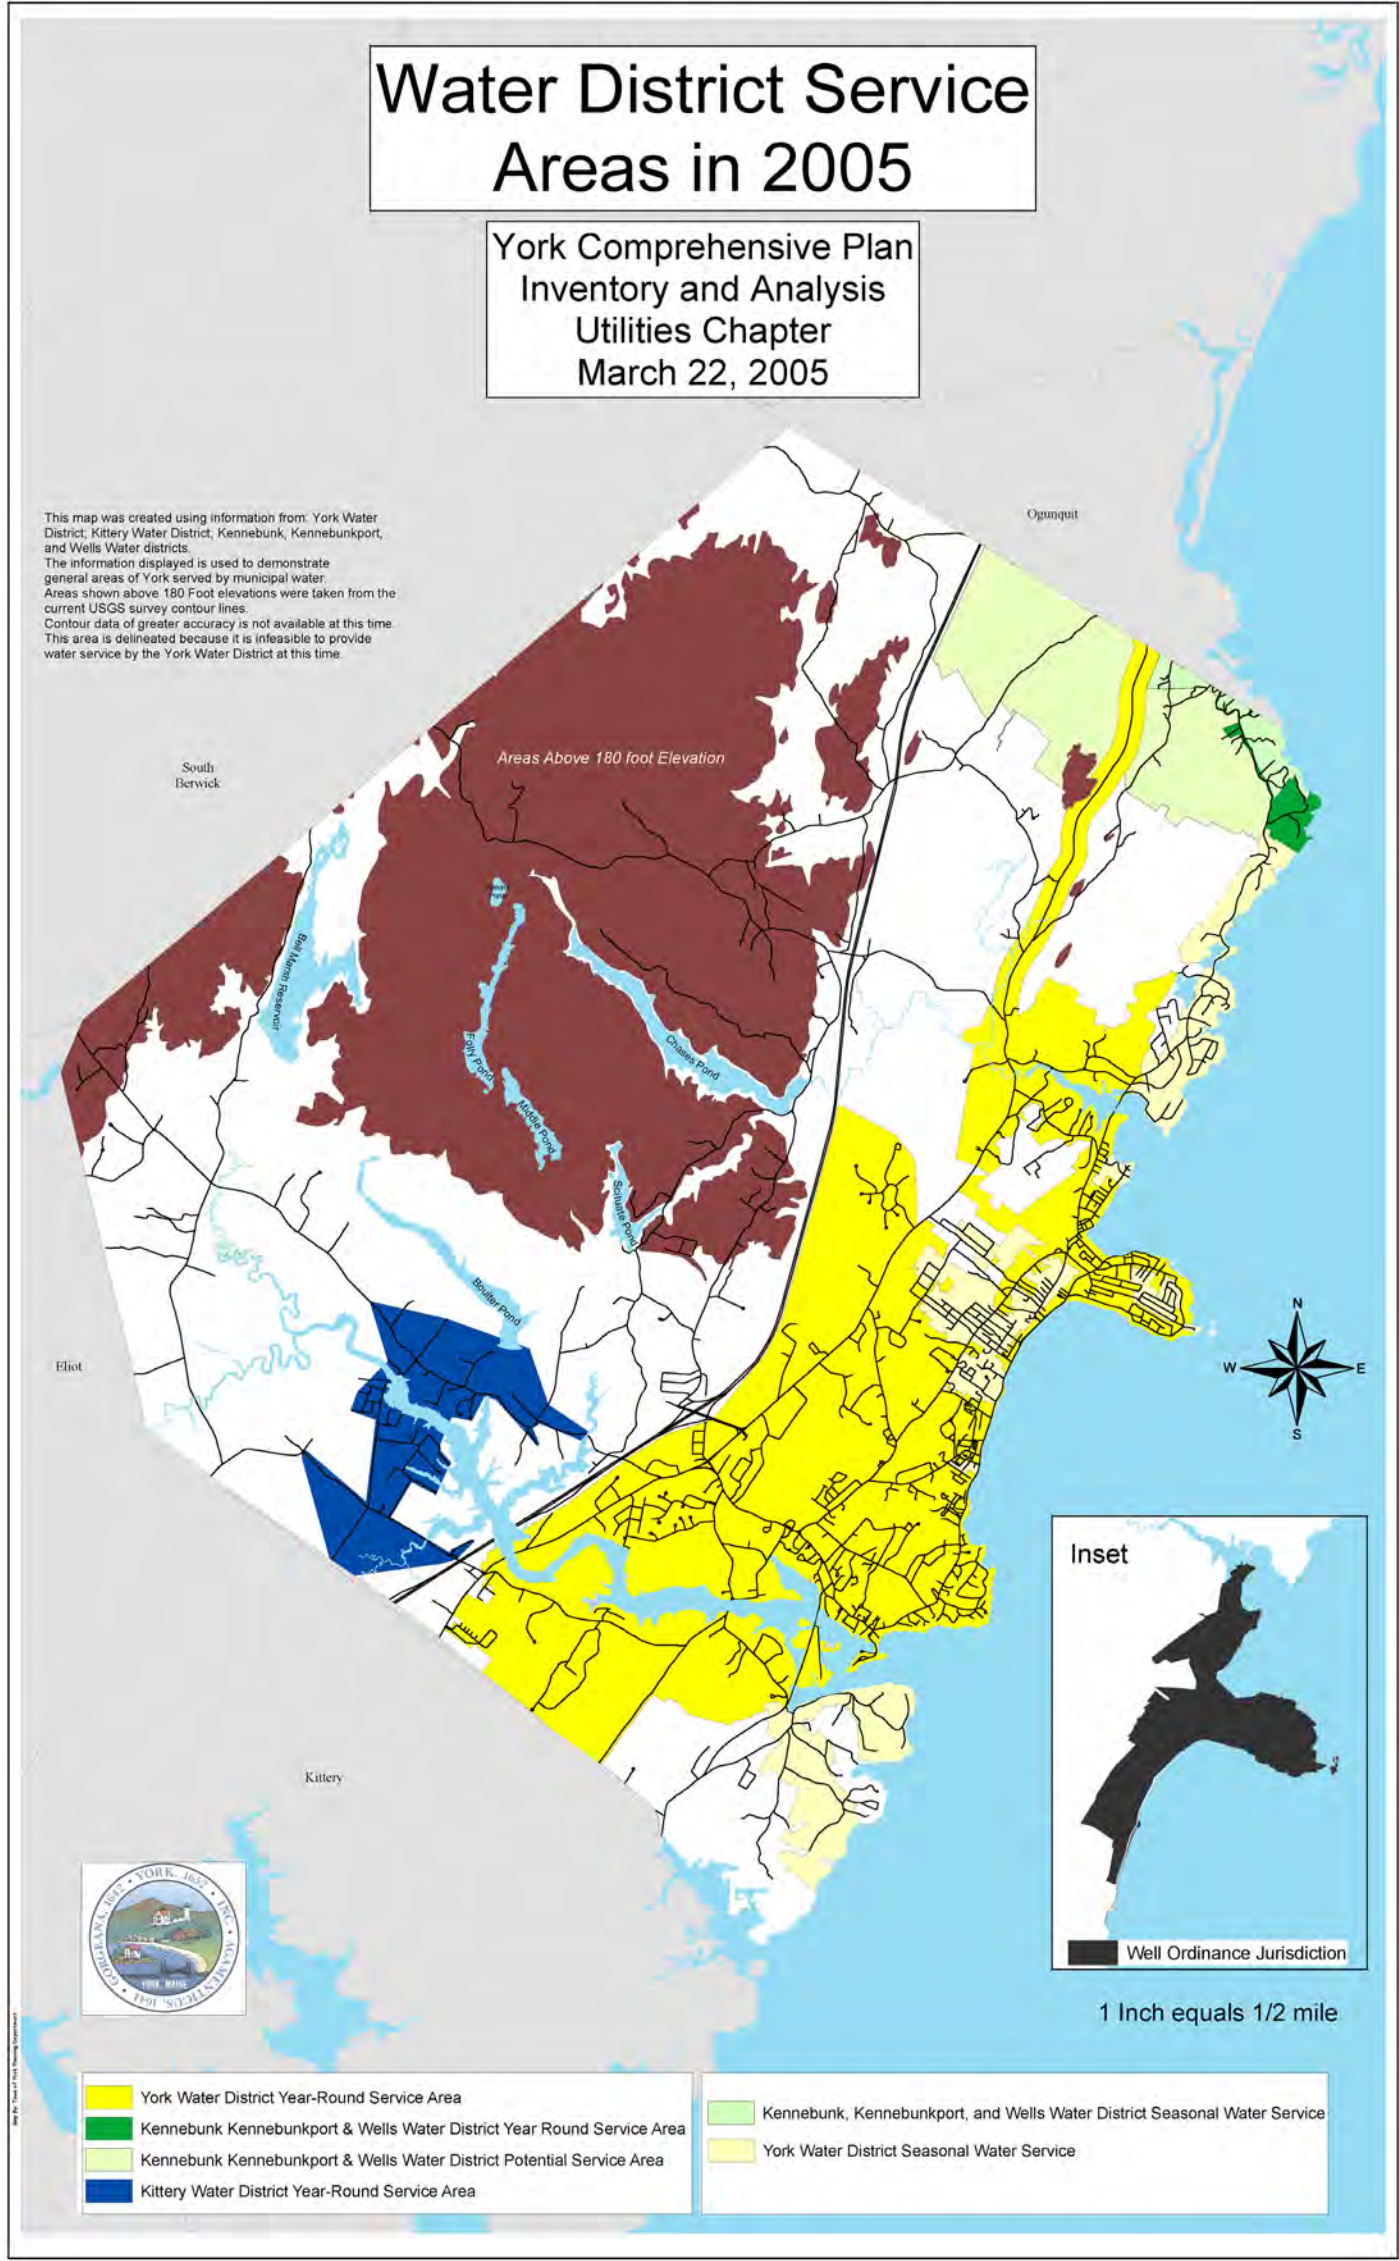 Water District Service
Areas in 2005
York Comprehensive Plan
Inventory and Analysis
Utilities Chapter
March 22, 2005
This map was created using information from: York Water
District; Kittery Water District; Kennebunk, Kennebunkport,
and Wells Water districts.
The information displayed is used to demonstrate
general areas of York served by municipal water.
Areas shown above 180 Foot elevations were taken from the
current USGS survey contour lines.
Contour data of greater accuracy is not available at this time.
This area is delineated because it is infeasible to provide
water service by the York Water District at this time.
Ogunquit
South
Berwick
Areas Above 180 foot Elevation
Bell Marsh Reservoir
Folly Pond
Middle Pond
Chases Pond
Scituate Pond
Boulter Pond
Eliot
Kittery
N
W
E
S
Inset
Well Ordinance Jurisdiction
1 Inch equals 1/2 mile
GORGEANA, 1642 • YORK, 1652 • INC. • AGAMENTICUS, 1641
YORK, MAINE
York Water District Year-Round Service Area
Kennebunk Kennebunkport & Wells Water District Year Round Service Area
Kennebunk Kennebunkport & Wells Water District Potential Service Area
Kittery Water District Year-Round Service Area
Kennebunk, Kennebunkport, and Wells Water District Seasonal Water Service
York Water District Seasonal Water Service